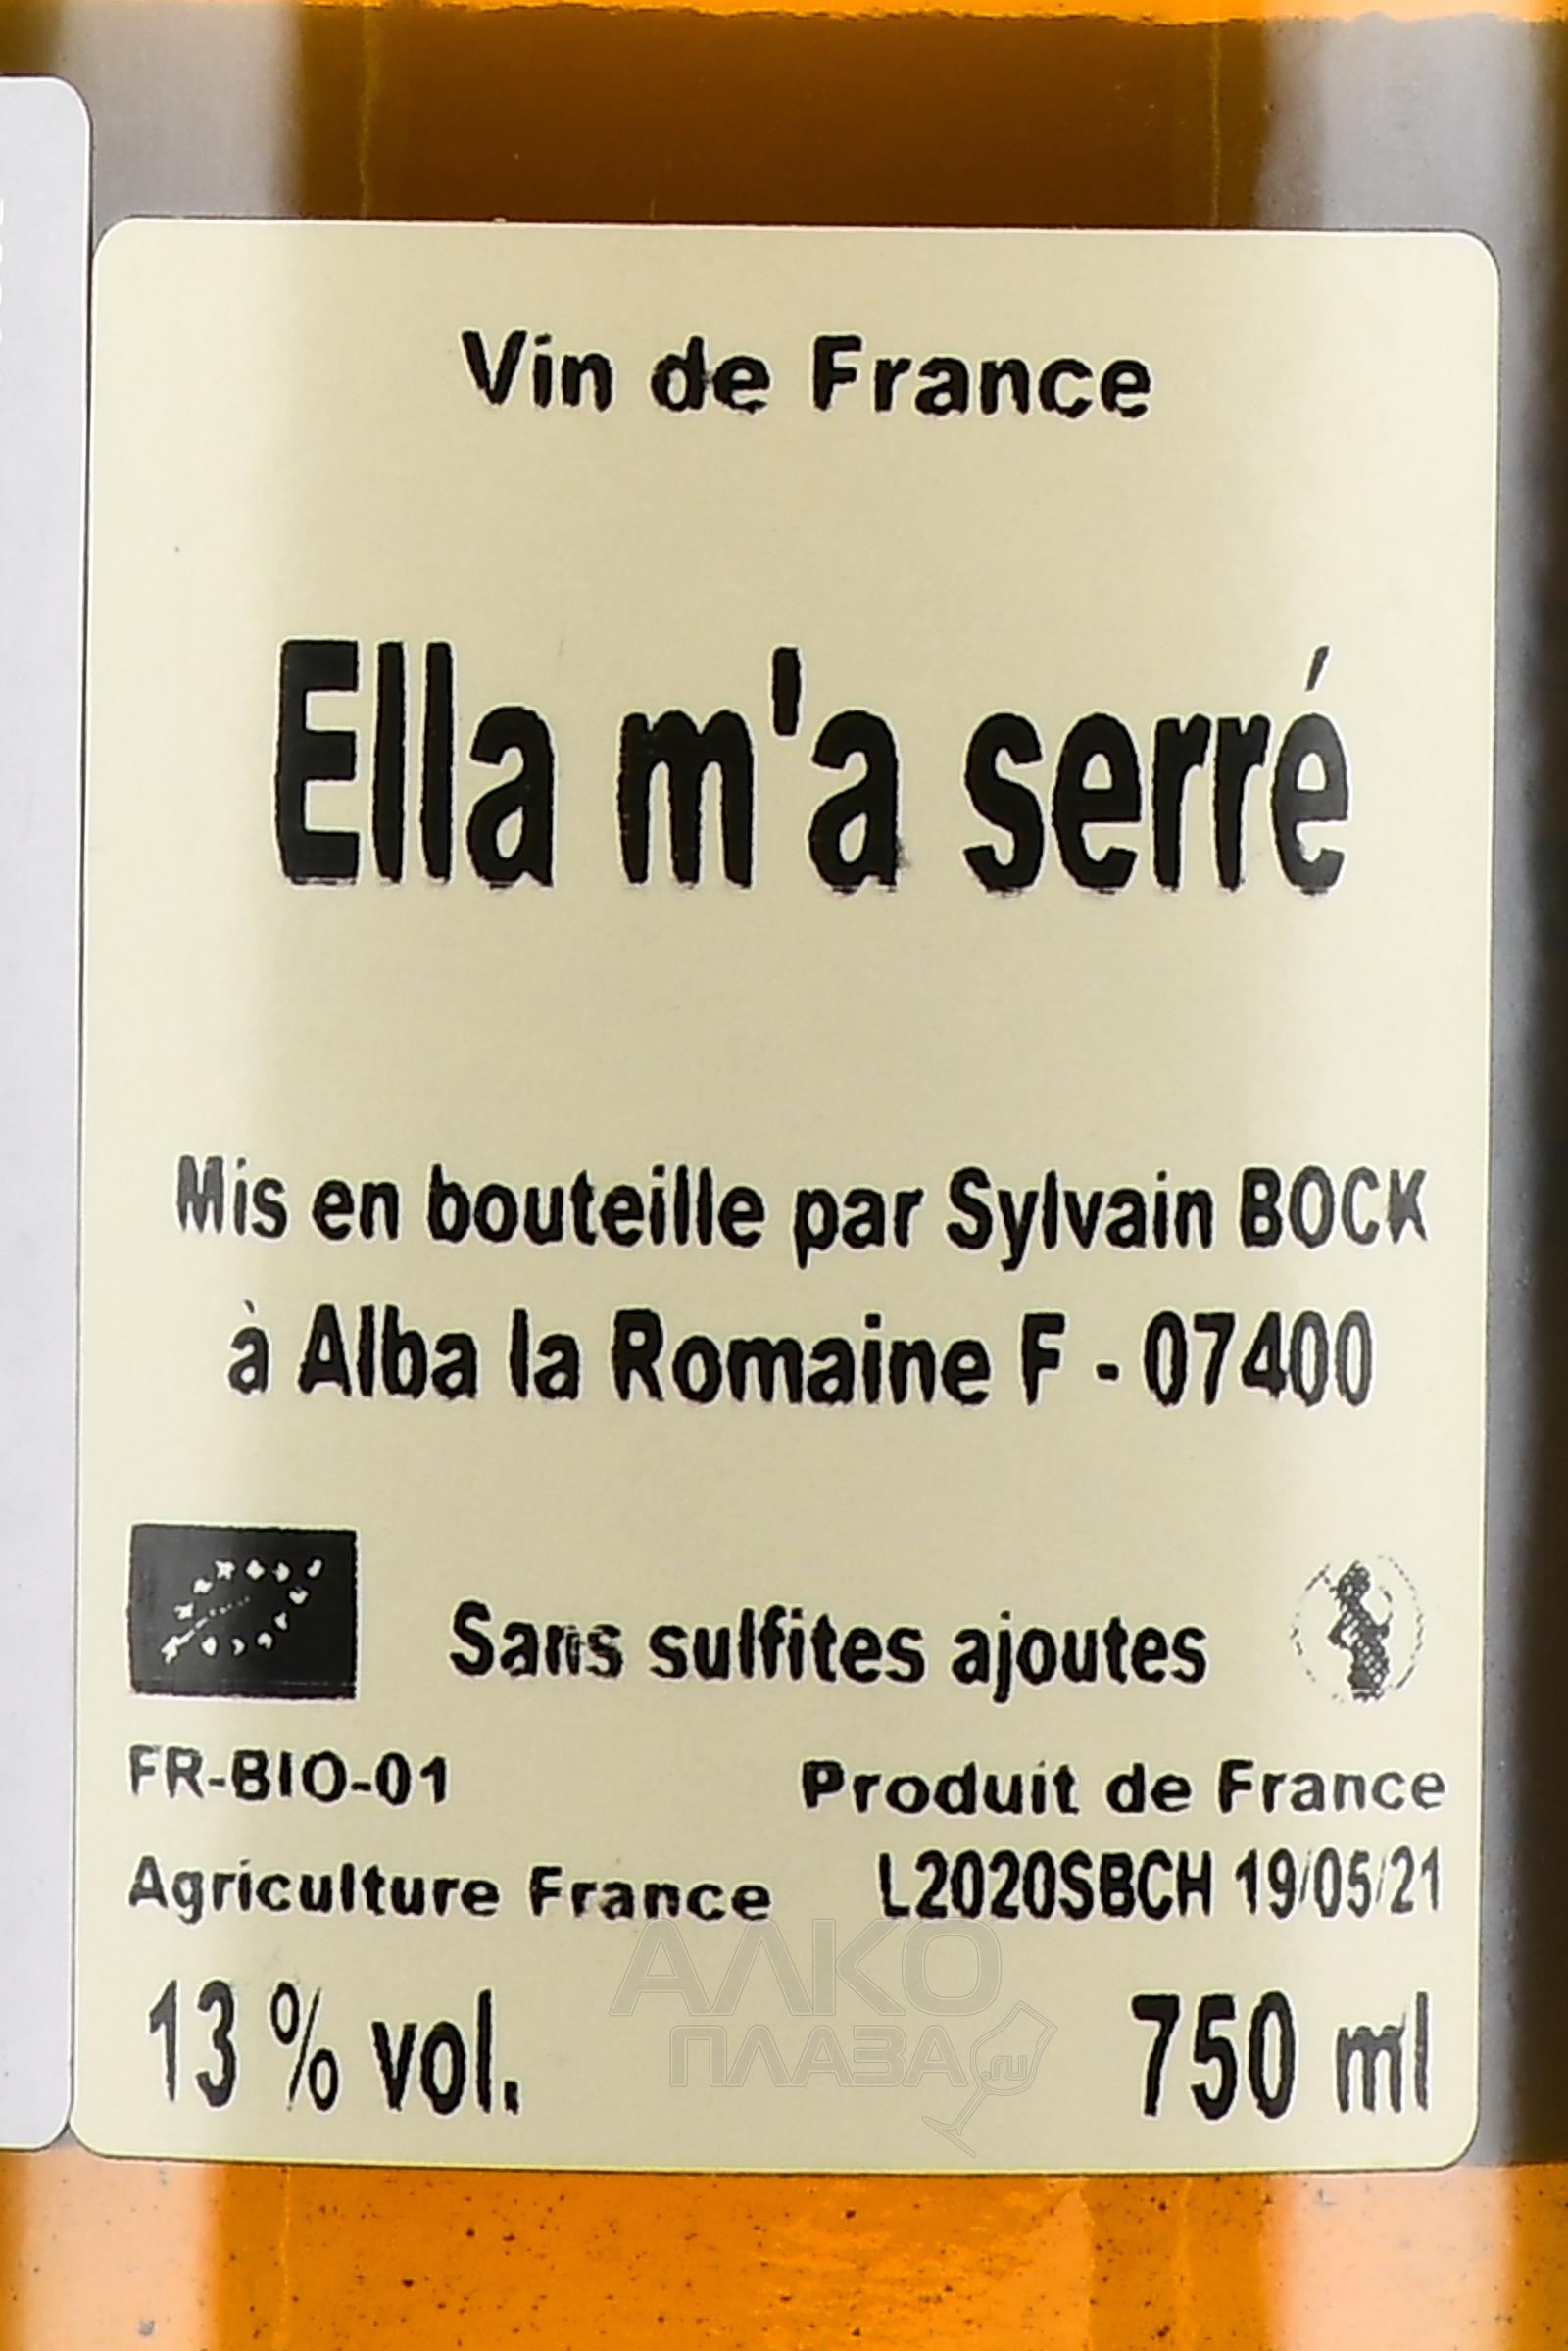 Vin de France
Ella m'a serré
Mis en bouteille par Sylvain BOCK
à Alba la Romaine F - 07400
Sans sulfites ajoutes
FR-BIO-01
Produit de France
Agriculture France
L2020SBCH 19/05/21
13 % vol.
750 ml
АЛКО
ПЛАЗА.ru